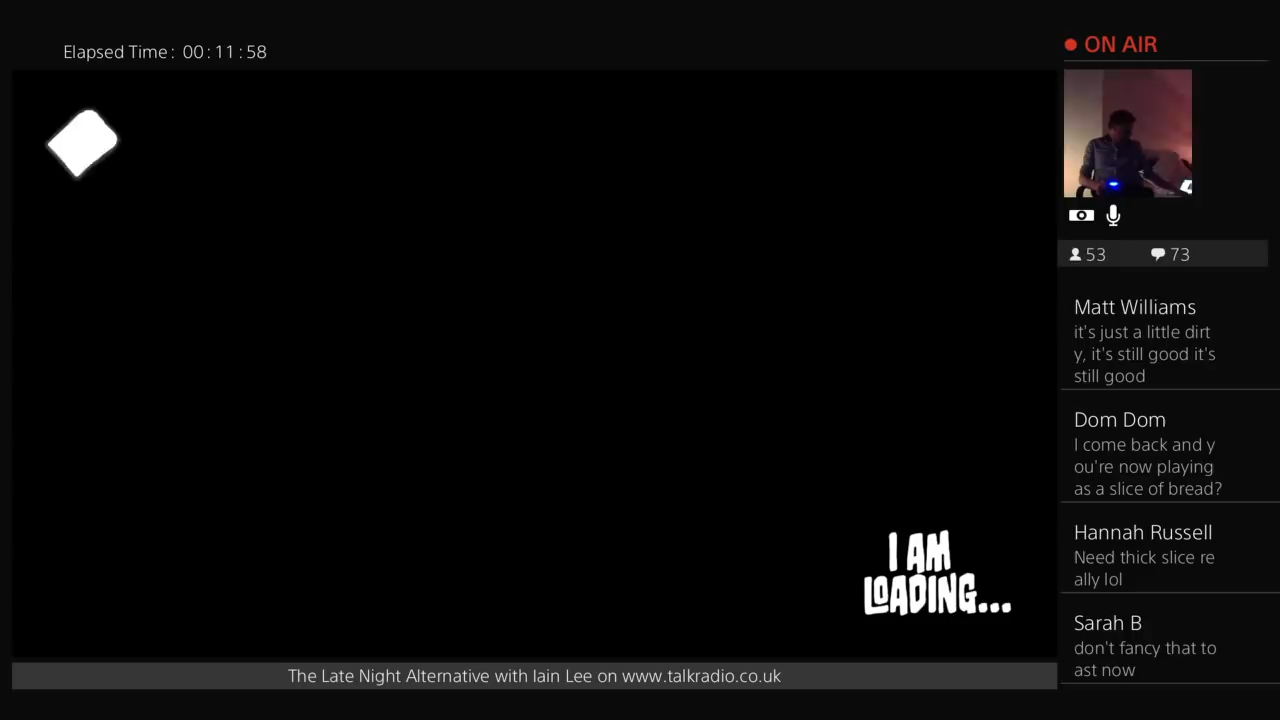 Elapsed Time: 00:11:58
ON AIR
53 73
Matt Williams
it's just a little dirt
y, it's still good it's
still good
Dom Dom
I come back and y
ou're now playing
as a slice of bread?
Hannah Russell
Need thick slice re
ally lol
Sarah B
don't fancy that to
ast now
I AM
LOADING...
The Late Night Alternative with Iain Lee on www.talkradio.co.uk